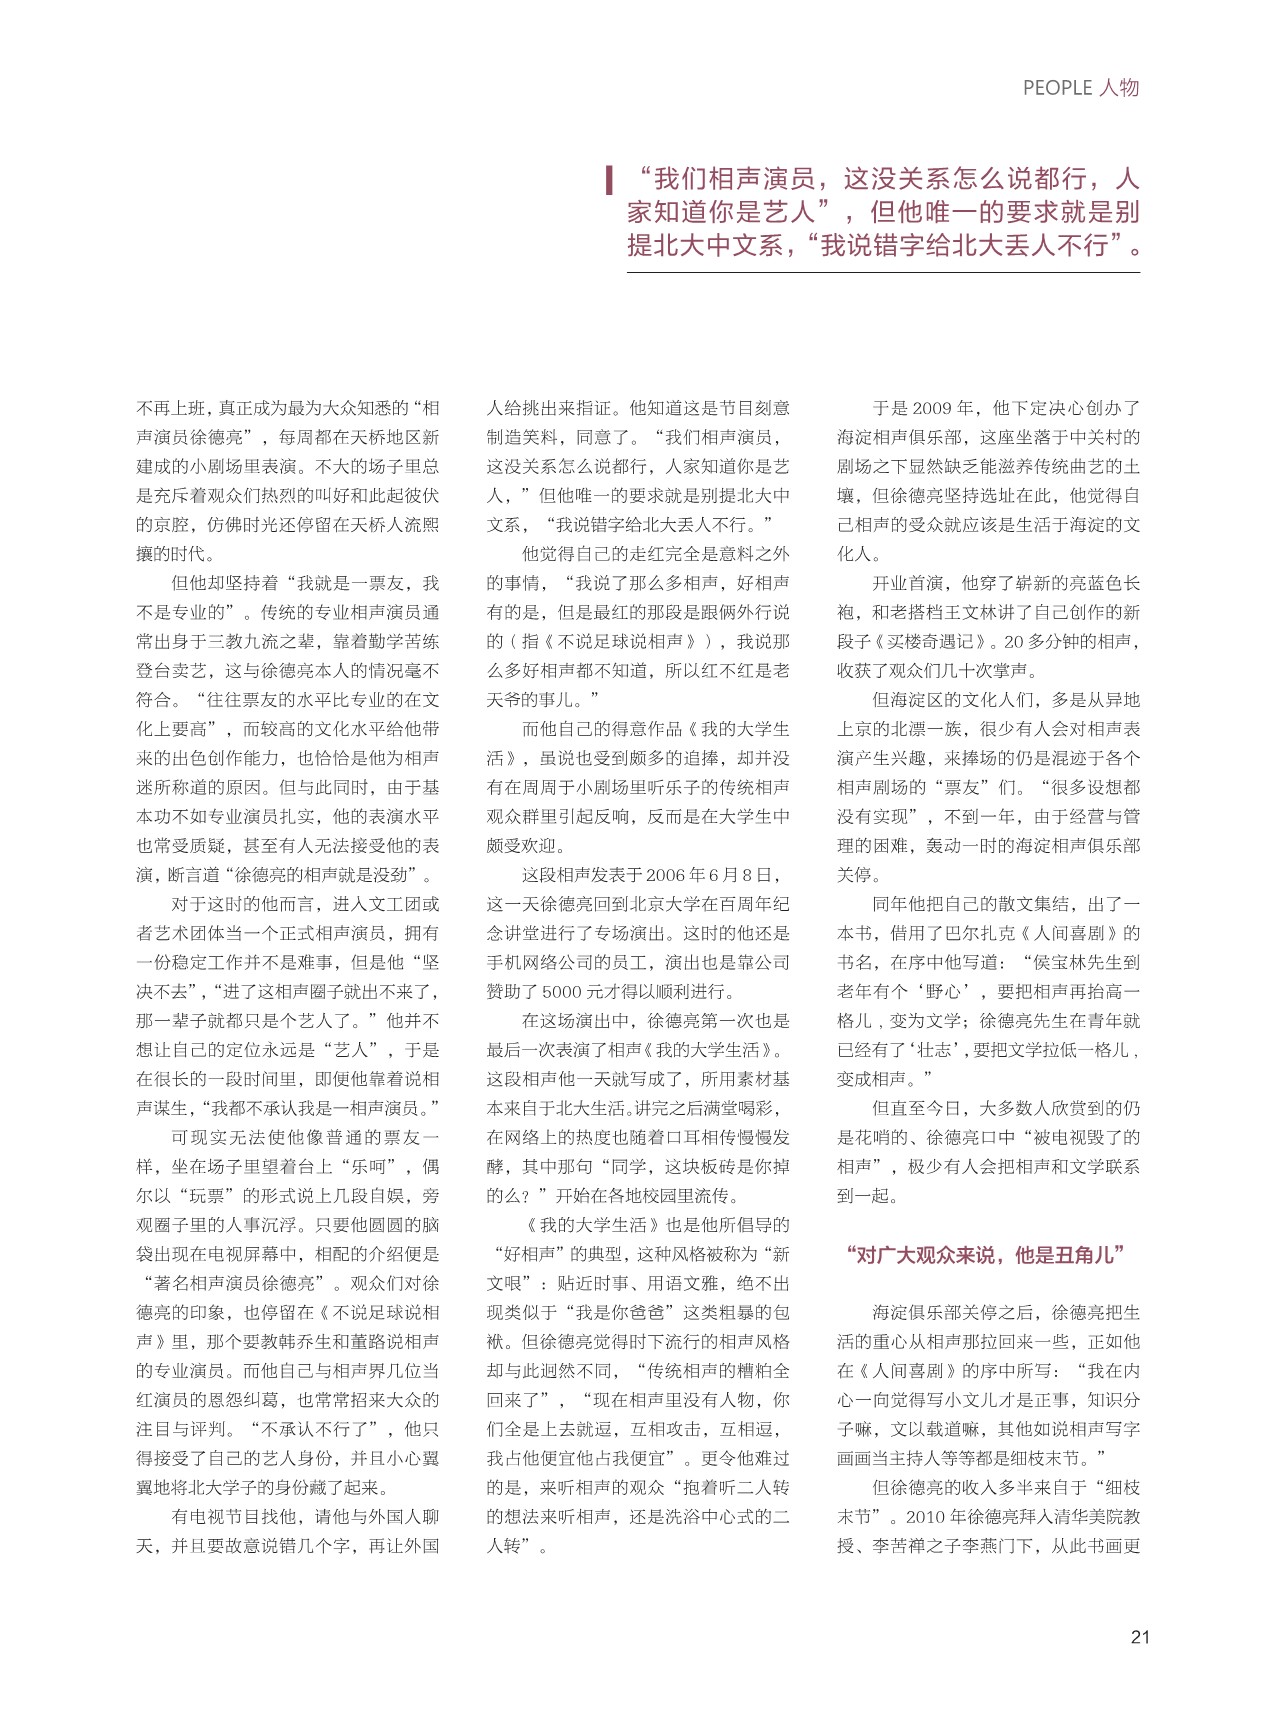 PEOPLE 人物
“我们相声演员，这没关系怎么说都行，人
家知道你是艺人”，但他唯一的要求就是别
提北大中文系，“我说错字给北大丢人不行”。
不再上班，真正成为最为大众知悉的“相
声演员徐德亮”，每周都在天桥地区新
建成的小剧场里表演。不大的场子里总
是充斥着观众们热烈的叫好和此起彼伏
的京腔，仿佛时光还停留在天桥人流熙
攘的时代。
但他却坚持着“我就是一票友，我
不是专业的”。传统的专业相声演员通
常出身于三教九流之辈，靠着勤学苦练
登台卖艺，这与徐德亮本人的情况毫不
符合。“往往票友的水平比专业的在文
化上要高”，而较高的文化水平给他带
来的出色创作能力，也恰恰是他为相声
迷所称道的原因。但与此同时，由于基
本功不如专业演员扎实，他的表演水平
也常受质疑，甚至有人无法接受他的表
演，断言道“徐德亮的相声就是没劲”。
对于这时的他而言，进入文工团或
者艺术团体当一个正式相声演员，拥有
一份稳定工作并不是难事，但是他“坚
决不去”，“进了这相声圈子就出不来了，
那一辈子就都只是个艺人了。”他并不
想让自己的定位永远是“艺人”，于是
在很长的一段时间里，即便他靠着说相
声谋生，“我都不承认我是一相声演员。”
可现实无法使他像普通的票友一
样，坐在场子里望着台上“乐呵”，偶
尔以“玩票”的形式说上几段自娱，旁
观圈子里的人事沉浮。只要他圆圆的脑
袋出现在电视屏幕中，相配的介绍便是
“著名相声演员徐德亮”。观众们对徐
德亮的印象，也停留在《不说足球说相
声》里，那个要教韩乔生和董路说相声
的专业演员。而他自己与相声界几位当
红演员的恩怨纠葛，也常常招来大众的
注目与评判。“不承认不行了”，他只
得接受了自己的艺人身份，并且小心翼
翼地将北大学子的身份藏了起来。
有电视节目找他，请他与外国人聊
天，并且要故意说错几个字，再让外国
人给挑出来指证。他知道这是节目刻意
制造笑料，同意了。“我们相声演员，
这没关系怎么说都行，人家知道你是艺
人，”但他唯一的要求就是别提北大中
文系，“我说错字给北大丢人不行。”
他觉得自己的走红完全是意料之外
的事情，“我说了那么多相声，好相声
有的是，但是最红的那段是跟俩外行说
的（指《不说足球说相声》），我说那
么多好相声都不知道，所以红不红是老
天爷的事儿。”
而他自己的得意作品《我的大学生
活》，虽说也受到颇多的追捧，却并没
有在周周于小剧场里听乐子的传统相声
观众群里引起反响，反而是在大学生中
颇受欢迎。
这段相声发表于2006年6月8日，
这一天徐德亮回到北京大学在百周年纪
念讲堂进行了专场演出。这时的他还是
手机网络公司的员工，演出也是靠公司
赞助了5000元才得以顺利进行。
在这场演出中，徐德亮第一次也是
最后一次表演了相声《我的大学生活》。
这段相声他一天就写成了，所用素材基
本来自于北大生活。讲完之后满堂喝彩，
在网络上的热度也随着口耳相传慢慢发
酵，其中那句“同学，这块板砖是你掉
的么？”开始在各地校园里流传。
《我的大学生活》也是他所倡导的
“好相声”的典型，这种风格被称为“新
文哏”：贴近时事、用语文雅，绝不出
现类似于“我是你爸爸”这类粗暴的包
袱。但徐德亮觉得时下流行的相声风格
却与此迥然不同，“传统相声的糟粕全
回来了”，“现在相声里没有人物，你
们全是上去就逗，互相攻击，互相逗，
我占他便宜他占我便宜”。更令他难过
的是，来听相声的观众“抱着听二人转
的想法来听相声，还是洗浴中心式的二
人转”。
于是2009年，他下定决心创办了
海淀相声俱乐部，这座坐落于中关村的
剧场之下显然缺乏能滋养传统曲艺的土
壤，但徐德亮坚持选址在此，他觉得自
己相声的受众就应该是生活于海淀的文
化人。
开业首演，他穿了崭新的亮蓝色长
袍，和老搭档王文林讲了自己创作的新
段子《买楼奇遇记》。20多分钟的相声，
收获了观众们几十次掌声。
但海淀区的文化人们，多是从异地
上京的北漂一族，很少有人会对相声表
演产生兴趣，来捧场的仍是混迹于各个
相声剧场的“票友”们。“很多设想都
没有实现”，不到一年，由于经营与管
理的困难，轰动一时的海淀相声俱乐部
关停。
同年他把自己的散文集结，出了一
本书，借用了巴尔扎克《人间喜剧》的
书名，在序中他写道：“侯宝林先生到
老年有个‘野心’，要把相声再抬高一
格儿，变为文学；徐德亮先生在青年就
已经有了‘壮志’，要把文学拉低一格儿，
变成相声。”
但直至今日，大多数人欣赏到的仍
是花哨的、徐德亮口中“被电视毁了的
相声”，极少有人会把相声和文学联系
到一起。
“对广大观众来说，他是丑角儿”
海淀俱乐部关停之后，徐德亮把生
活的重心从相声那拉回来一些，正如他
在《人间喜剧》的序中所写：“我在内
心一向觉得写小文儿才是正事，知识分
子嘛，文以载道嘛，其他如说相声写字
画画当主持人等等都是细枝末节。”
但徐德亮的收入多半来自于“细枝
末节”。2010年徐德亮拜入清华美院教
授、李苦禅之子李燕门下，从此书画更
21